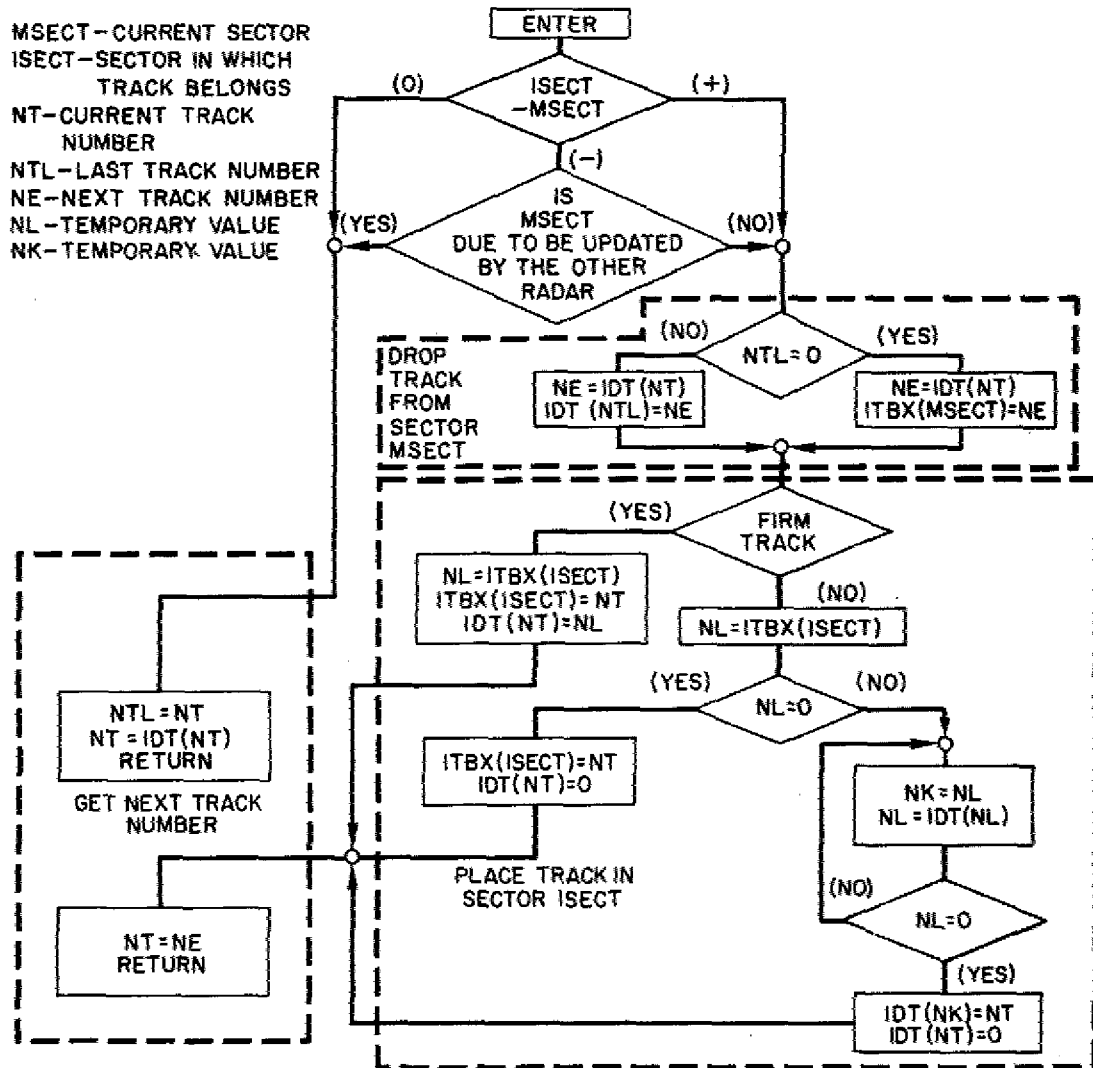 MSECT-CURRENT SECTOR
ISECT-SECTOR IN WHICH
TRACK BELONGS
NT-CURRENT TRACK
NUMBER
NTL-LAST TRACK NUMBER
NE-NEXT TRACK NUMBER
NL-TEMPORARY VALUE
NK-TEMPORARY VALUE
ENTER
ISECT
-MSECT
(0)
(+)
(-)
IS
MSECT
DUE TO BE UPDATED
BY THE OTHER
RADAR
(YES)
(NO)
DROP
TRACK
FROM
SECTOR
MSECT
NTL=0
(NO)
(YES)
NE=IDT(NT)
IDT (NTL)=NE
NE=IDT(NT)
ITBX(MSECT)=NE
FIRM
TRACK
(YES)
(NO)
NL=ITBX(ISECT)
ITBX(ISECT)=NT
IDT(NT)=NL
NL=ITBX(ISECT)
NL=0
(YES)
(NO)
ITBX(ISECT)=NT
IDT(NT)=0
NK=NL
NL=IDT(NL)
NL=0
(NO)
(YES)
IDT(NK)=NT
IDT(NT)=0
PLACE TRACK IN
SECTOR ISECT
NTL=NT
NT=IDT(NT)
RETURN
GET NEXT TRACK
NUMBER
NT=NE
RETURN